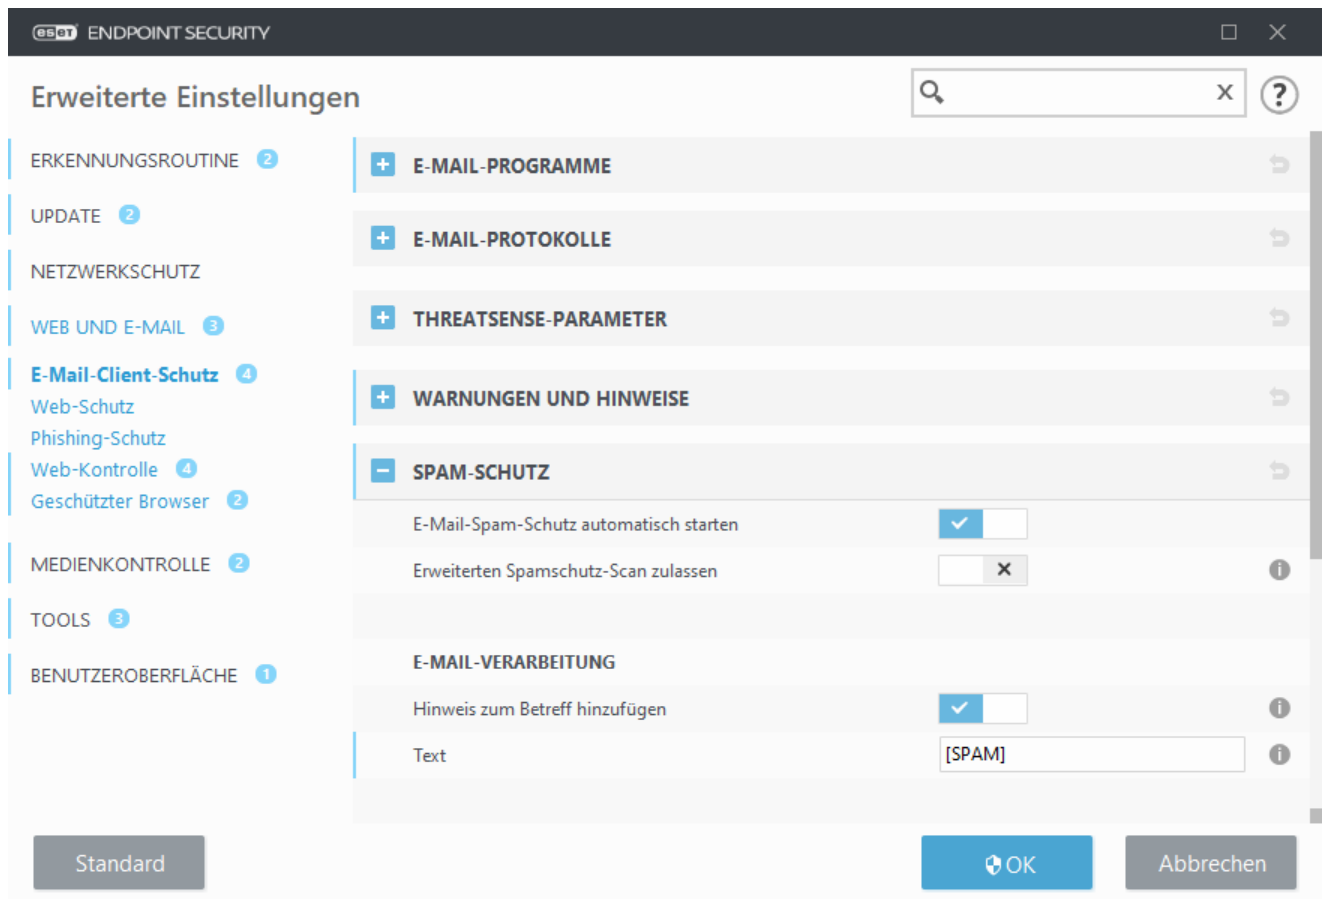 eset ENDPOINT SECURITY
Erweiterte Einstellungen
ERKENNUNGSROUTINE 2
UPDATE 2
NETZWERKSCHUTZ
WEB UND E-MAIL 3
E-Mail-Client-Schutz 4
Web-Schutz
Phishing-Schutz
Web-Kontrolle 4
Geschützter Browser 2
MEDIENKONTROLLE 2
TOOLS 3
BENUTZEROBERFLÄCHE 1
E-MAIL-PROGRAMME
E-MAIL-PROTOKOLLE
THREATSENSE-PARAMETER
WARNUNGEN UND HINWEISE
SPAM-SCHUTZ
E-Mail-Spam-Schutz automatisch starten
Erweiterten Spamschutz-Scan zulassen
E-MAIL-VERARBEITUNG
Hinweis zum Betreff hinzufügen
Text [SPAM]
Standard OK Abbrechen